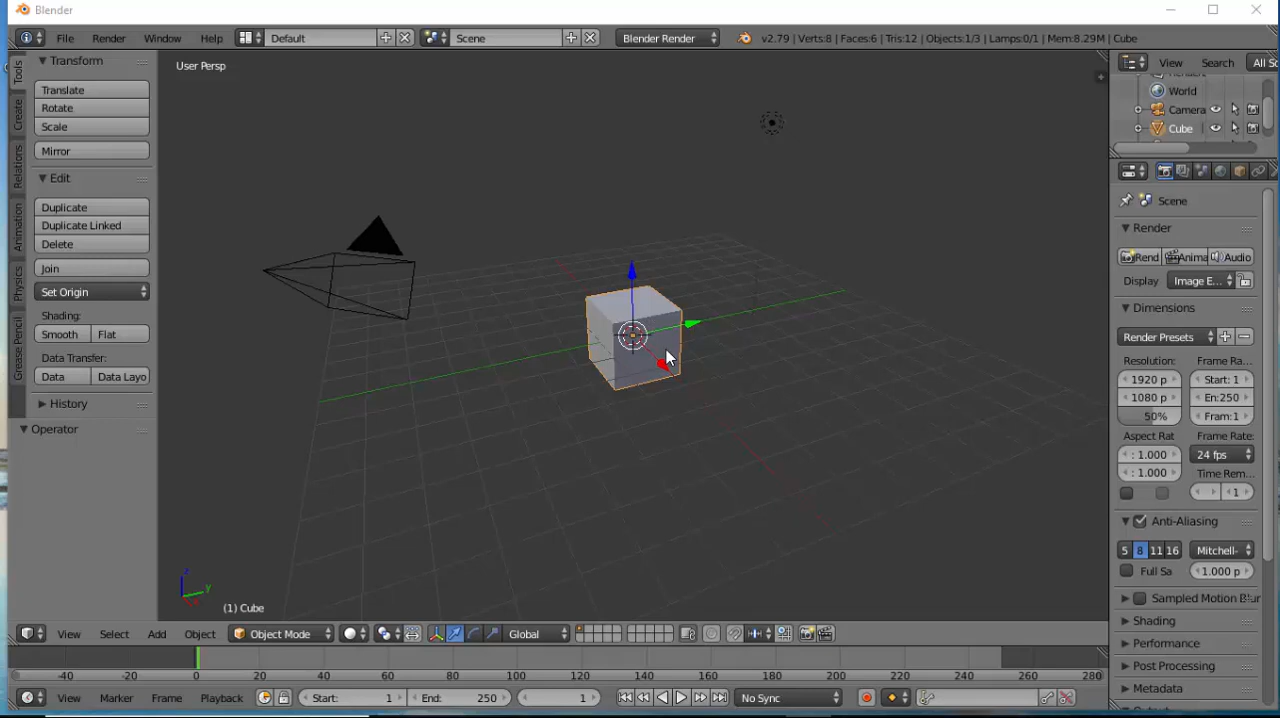 Blender
File Render Window Help Default Scene Blender Render v2.79 | Verts:8 | Faces:6 | Tris:12 | Objects:1/3 | Lamps:0/1 | Mem:8.29M | Cube
Tools
Create
Relations
Animation
Physics
Grease Pencil
Transform
Translate
Rotate
Scale
Mirror
Edit
Duplicate
Duplicate Linked
Delete
Join
Set Origin
Shading:
Smooth Flat
Data Transfer:
Data Data Layo
History
Operator
User Persp
z
y
(1) Cube
View Search All Sc
World
Camera
Cube
Scene
Render
Rend Anima Audio
Display Image E...
Dimensions
Render Presets
Resolution: Frame Ra...
1920 p Start: 1
1080 p En:250
50% Fram:1
Aspect Rat Frame Rate:
: 1.000 24 fps
: 1.000 Time Rem...
1
Anti-Aliasing
5 8 11 16 Mitchell-
Full Sa 1.000 p
Sampled Motion Blur
Shading
Performance
Post Processing
Metadata
View Select Add Object Object Mode Global
-40 -20 0 20 40 60 80 100 120 140 160 180 200 220 240 260 280
View Marker Frame Playback Start: 1 End: 250 1 No Sync